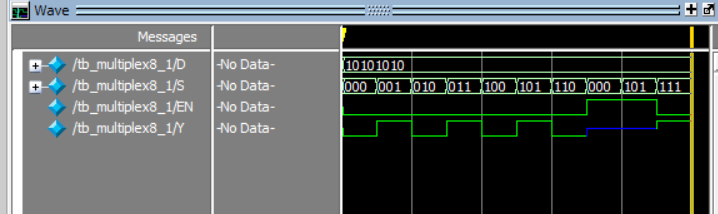 Wave
Messages
/tb_multiplex8_1/D -No Data- 10101010
/tb_multiplex8_1/S -No Data- 000 001 010 011 100 101 110 000 101 111
/tb_multiplex8_1/EN -No Data-
/tb_multiplex8_1/Y -No Data-